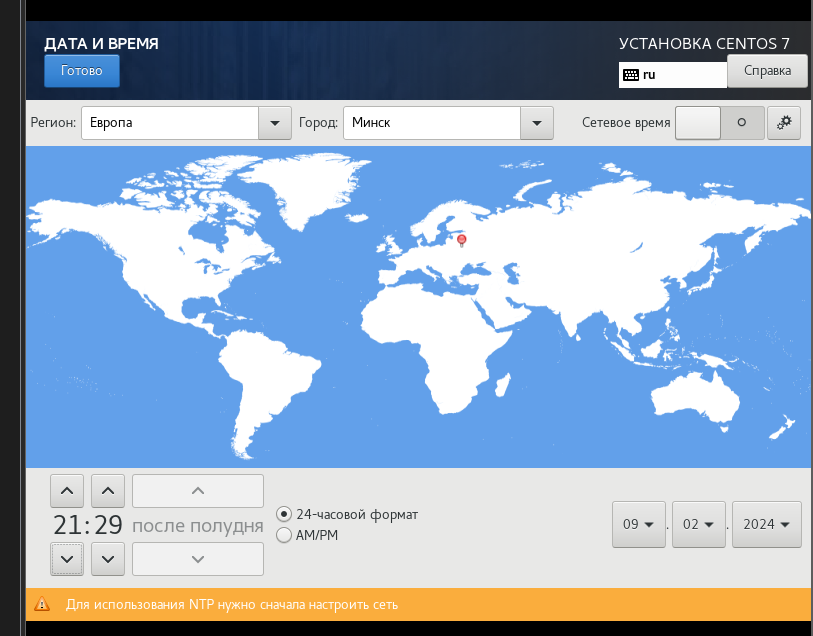 ДАТА И ВРЕМЯ
УСТАНОВКА CENTOS 7
Готово
ru
Справка
Регион:
Европа
Город:
Минск
Сетевое время
21:29
после полудня
24-часовой формат
AM/PM
09
.
02
.
2024
Для использования NTP нужно сначала настроить сеть